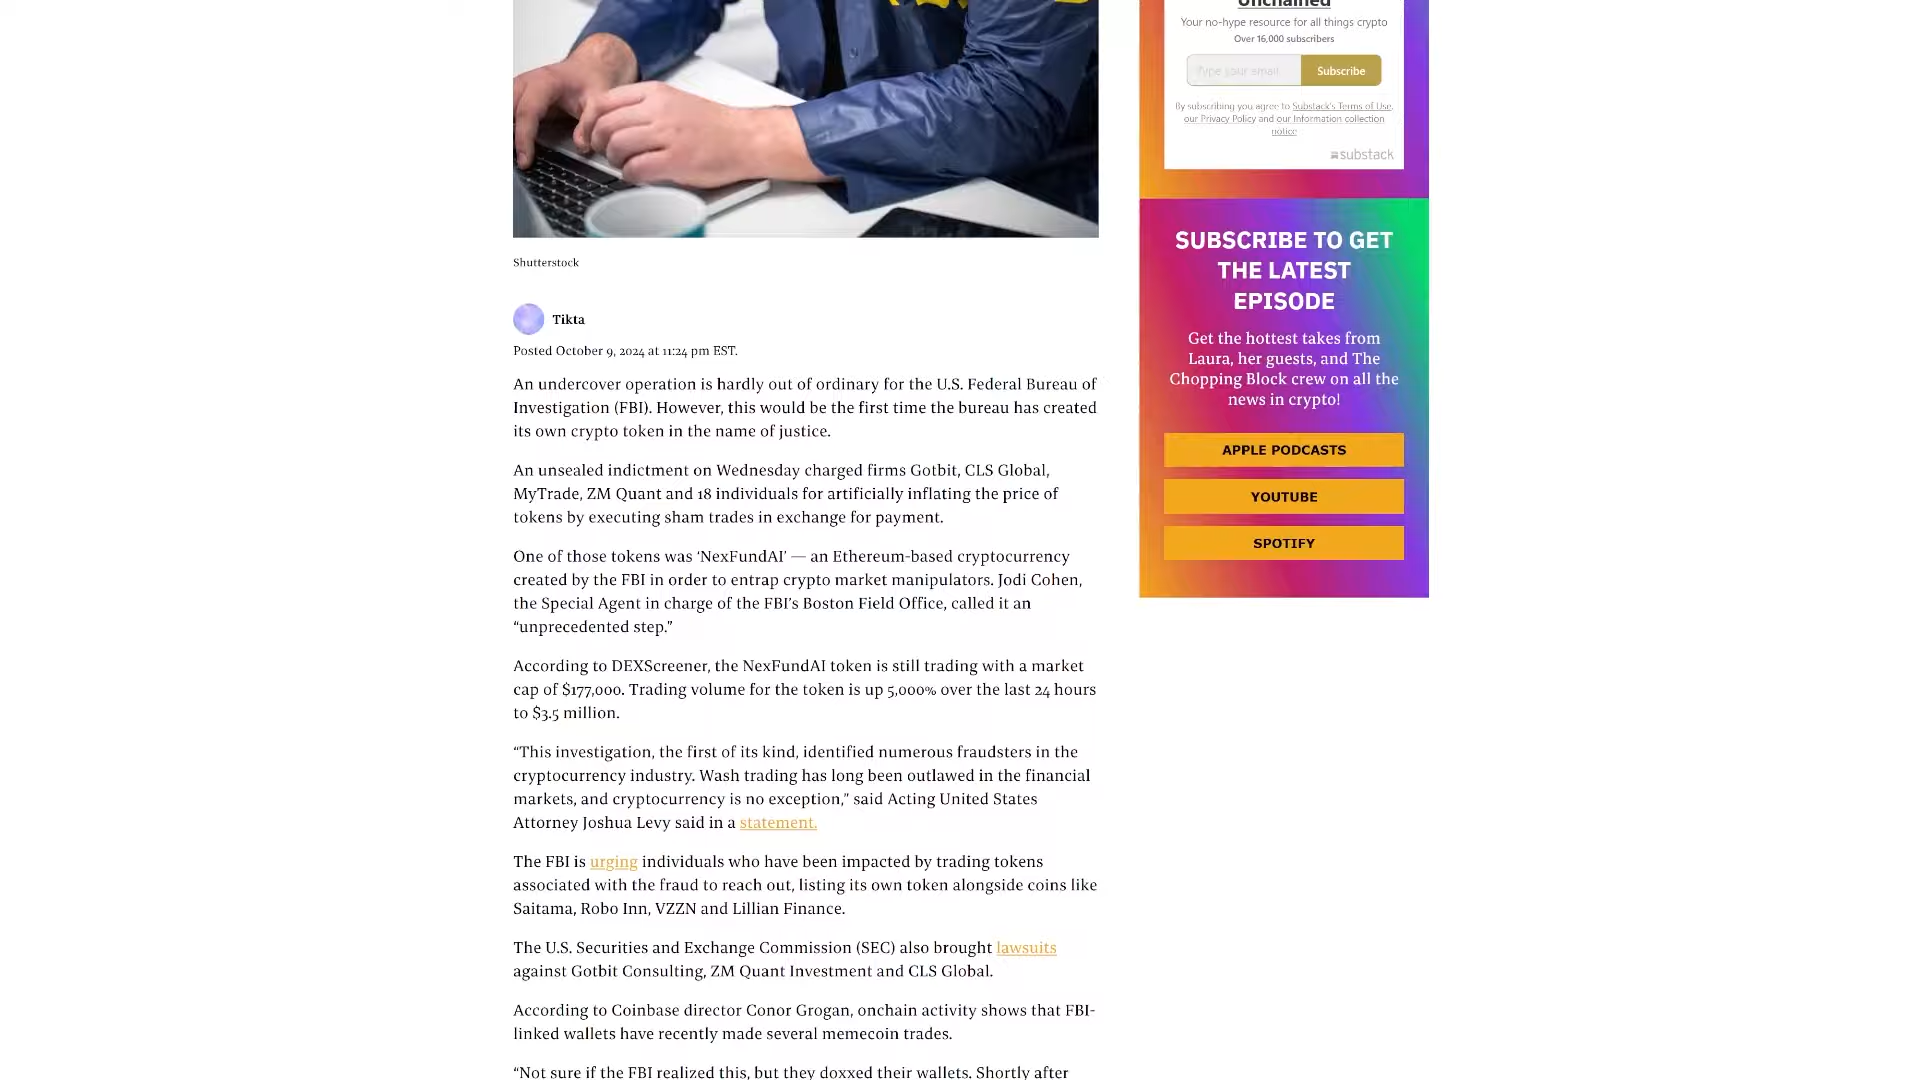 Unchained
Your no-hype resource for all things crypto
Over 16,000 subscribers
Type your email
Subscribe
By subscribing you agree to Substack's Terms of Use,
our Privacy Policy and our Information collection
notice
substack
SUBSCRIBE TO GET
THE LATEST
EPISODE
Get the hottest takes from
Laura, her guests, and The
Chopping Block crew on all the
news in crypto!
APPLE PODCASTS
YOUTUBE
SPOTIFY
Shutterstock
Tikta
Posted October 9, 2024 at 11:24 pm EST.
An undercover operation is hardly out of ordinary for the U.S. Federal Bureau of
Investigation (FBI). However, this would be the first time the bureau has created
its own crypto token in the name of justice.
An unsealed indictment on Wednesday charged firms Gotbit, CLS Global,
MyTrade, ZM Quant and 18 individuals for artificially inflating the price of
tokens by executing sham trades in exchange for payment.
One of those tokens was ‘NexFundAI’ — an Ethereum-based cryptocurrency
created by the FBI in order to entrap crypto market manipulators. Jodi Cohen,
the Special Agent in charge of the FBI’s Boston Field Office, called it an
“unprecedented step.”
According to DEXScreener, the NexFundAI token is still trading with a market
cap of $177,000. Trading volume for the token is up 5,000% over the last 24 hours
to $3.5 million.
“This investigation, the first of its kind, identified numerous fraudsters in the
cryptocurrency industry. Wash trading has long been outlawed in the financial
markets, and cryptocurrency is no exception,” said Acting United States
Attorney Joshua Levy said in a statement.
The FBI is urging individuals who have been impacted by trading tokens
associated with the fraud to reach out, listing its own token alongside coins like
Saitama, Robo Inn, VZZN and Lillian Finance.
The U.S. Securities and Exchange Commission (SEC) also brought lawsuits
against Gotbit Consulting, ZM Quant Investment and CLS Global.
According to Coinbase director Conor Grogan, onchain activity shows that FBI-
linked wallets have recently made several memecoin trades.
“Not sure if the FBI realized this, but they doxxed their wallets. Shortly after